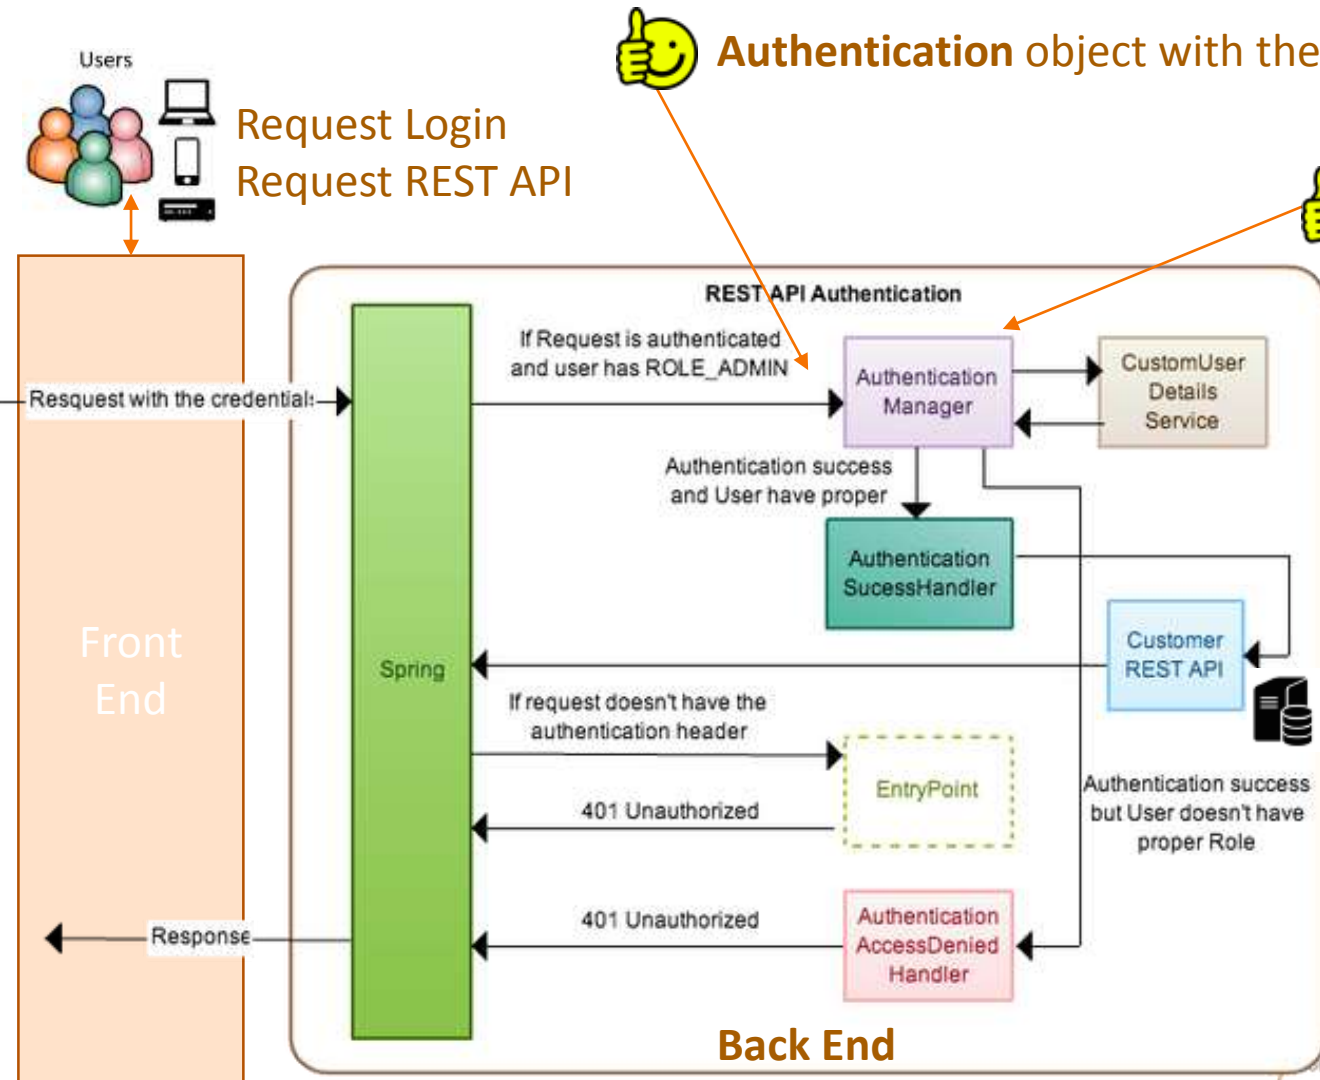 Users
Authentication object with the
Request Login
Request REST API
REST API Authentication
If Request is authenticated
and user has ROLE_ADMIN
Authentication
Manager
CustomUser
Details
Service
Resquest with the credentials
Authentication success
and User have proper
Authentication
SucessHandler
Front
End
Spring
Customer
REST API
If request doesn't have the
authentication header
EntryPoint
401 Unauthorized
Authentication success
but User doesn't have
proper Role
401 Unauthorized
Authentication
AccessDenied
Handler
Response
Back End